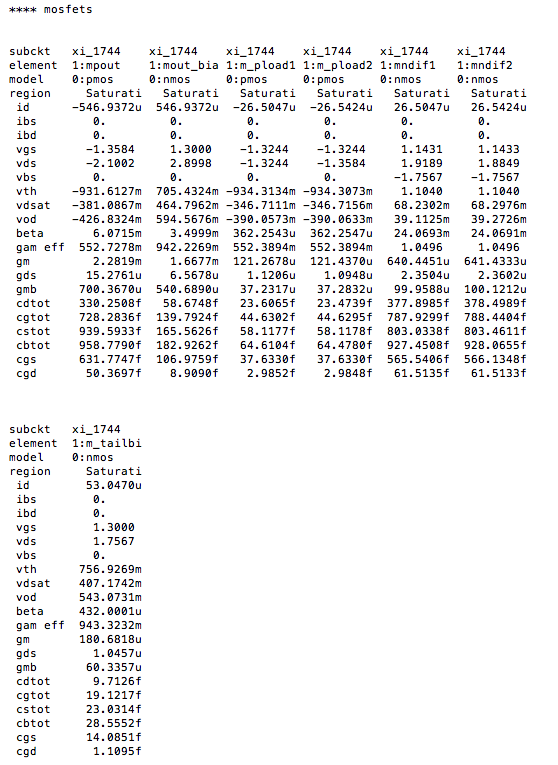 **** mosfets
subckt xi_1744 xi_1744 xi_1744 xi_1744 xi_1744 xi_1744
element 1:mpout 1:mout_bia 1:m_pload1 1:m_pload2 1:mndif1 1:mndif2
model 0:pmos 0:nmos 0:pmos 0:pmos 0:nmos 0:nmos
region Saturati Saturati Saturati Saturati Saturati Saturati
id -546.9372u 546.9372u -26.5047u -26.5424u 26.5047u 26.5424u
ibs 0. 0. 0. 0. 0. 0.
ibd 0. 0. 0. 0. 0. 0.
vgs -1.3584 1.3000 -1.3244 -1.3244 1.1431 1.1433
vds -2.1002 2.8998 -1.3244 -1.3584 1.9189 1.8849
vbs 0. 0. 0. 0. -1.7567 -1.7567
vth -931.6127m 705.4324m -934.3134m -934.3073m 1.1040 1.1040
vdsat -381.0867m 464.7962m -346.7111m -346.7156m 68.2302m 68.2976m
vod -426.8324m 594.5676m -390.0573m -390.0633m 39.1125m 39.2726m
beta 6.0715m 3.4999m 362.2543u 362.2547u 24.0693m 24.0691m
gam eff 552.7278m 942.2269m 552.3894m 552.3894m 1.0496 1.0496
gm 2.2819m 1.6677m 121.2678u 121.4370u 640.4451u 641.4333u
gds 15.2761u 6.5678u 1.1206u 1.0948u 2.3504u 2.3602u
gmb 700.3670u 540.6890u 37.2317u 37.2832u 99.9588u 100.1212u
cdtot 330.2508f 58.6748f 23.6065f 23.4739f 377.8985f 378.4989f
cgtot 728.2836f 139.7924f 44.6302f 44.6295f 787.9299f 788.4404f
cstot 939.5933f 165.5626f 58.1177f 58.1178f 803.0338f 803.4611f
cbtot 958.7790f 182.9262f 64.6104f 64.4780f 927.4508f 928.0655f
cgs 631.7747f 106.9759f 37.6330f 37.6330f 565.5406f 566.1348f
cgd 50.3697f 8.9090f 2.9852f 2.9848f 61.5135f 61.5133f
subckt xi_1744
element 1:m_tailbi
model 0:nmos
region Saturati
id 53.0470u
ibs 0.
ibd 0.
vgs 1.3000
vds 1.7567
vbs 0.
vth 756.9269m
vdsat 407.1742m
vod 543.0731m
beta 432.0001u
gam eff 943.3232m
gm 180.6818u
gds 1.0457u
gmb 60.3357u
cdtot 9.7126f
cgtot 19.1217f
cstot 23.0314f
cbtot 28.5552f
cgs 14.0851f
cgd 1.1095f